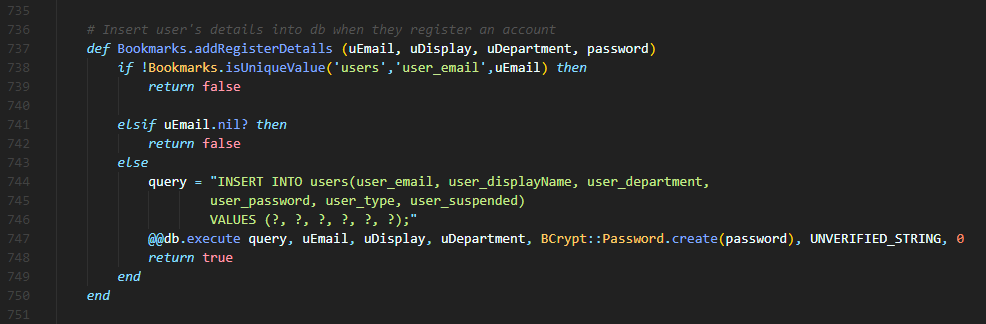 735
736 # Insert user's details into db when they register an account
737 def Bookmarks.addRegisterDetails (uEmail, uDisplay, uDepartment, password)
738 if !Bookmarks.isUniqueValue('users','user_email',uEmail) then
739 return false
740
741 elsif uEmail.nil? then
742 return false
743 else
744 query = "INSERT INTO users(user_email, user_displayName, user_department,
745 user_password, user_type, user_suspended)
746 VALUES (?, ?, ?, ?, ?, ?);"
747 @@db.execute query, uEmail, uDisplay, uDepartment, BCrypt::Password.create(password), UNVERIFIED_STRING, 0
748 return true
749 end
750 end
751